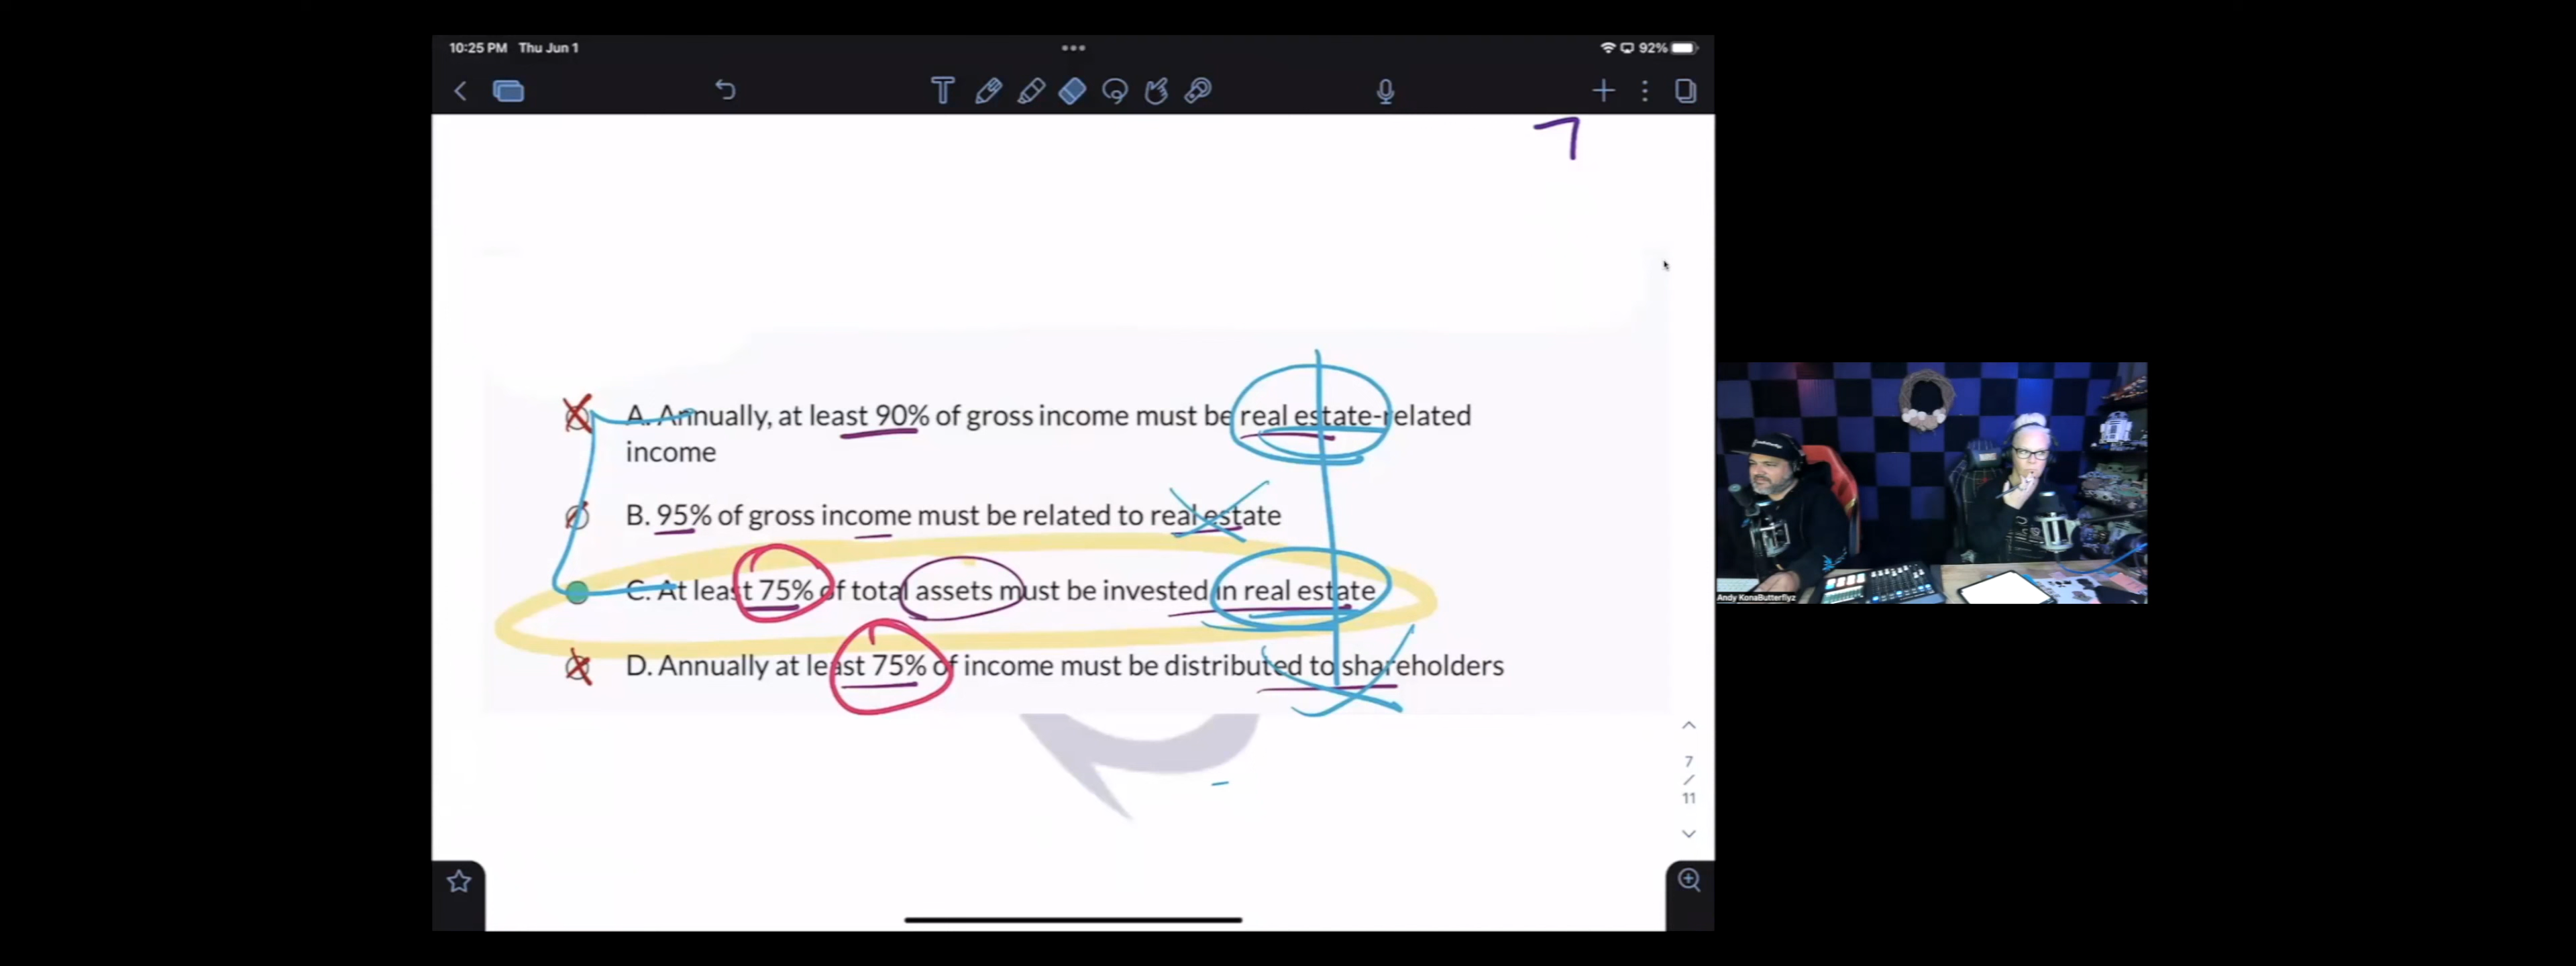 10:25 PM Thu Jun 1
92%
T
7
A. Annually, at least 90% of gross income must be real estate-related
income
B. 95% of gross income must be related to real estate
C. At least 75% of total assets must be invested in real estate
D. Annually at least 75% of income must be distributed to shareholders
7
/
11
Andy KonaButterflyz